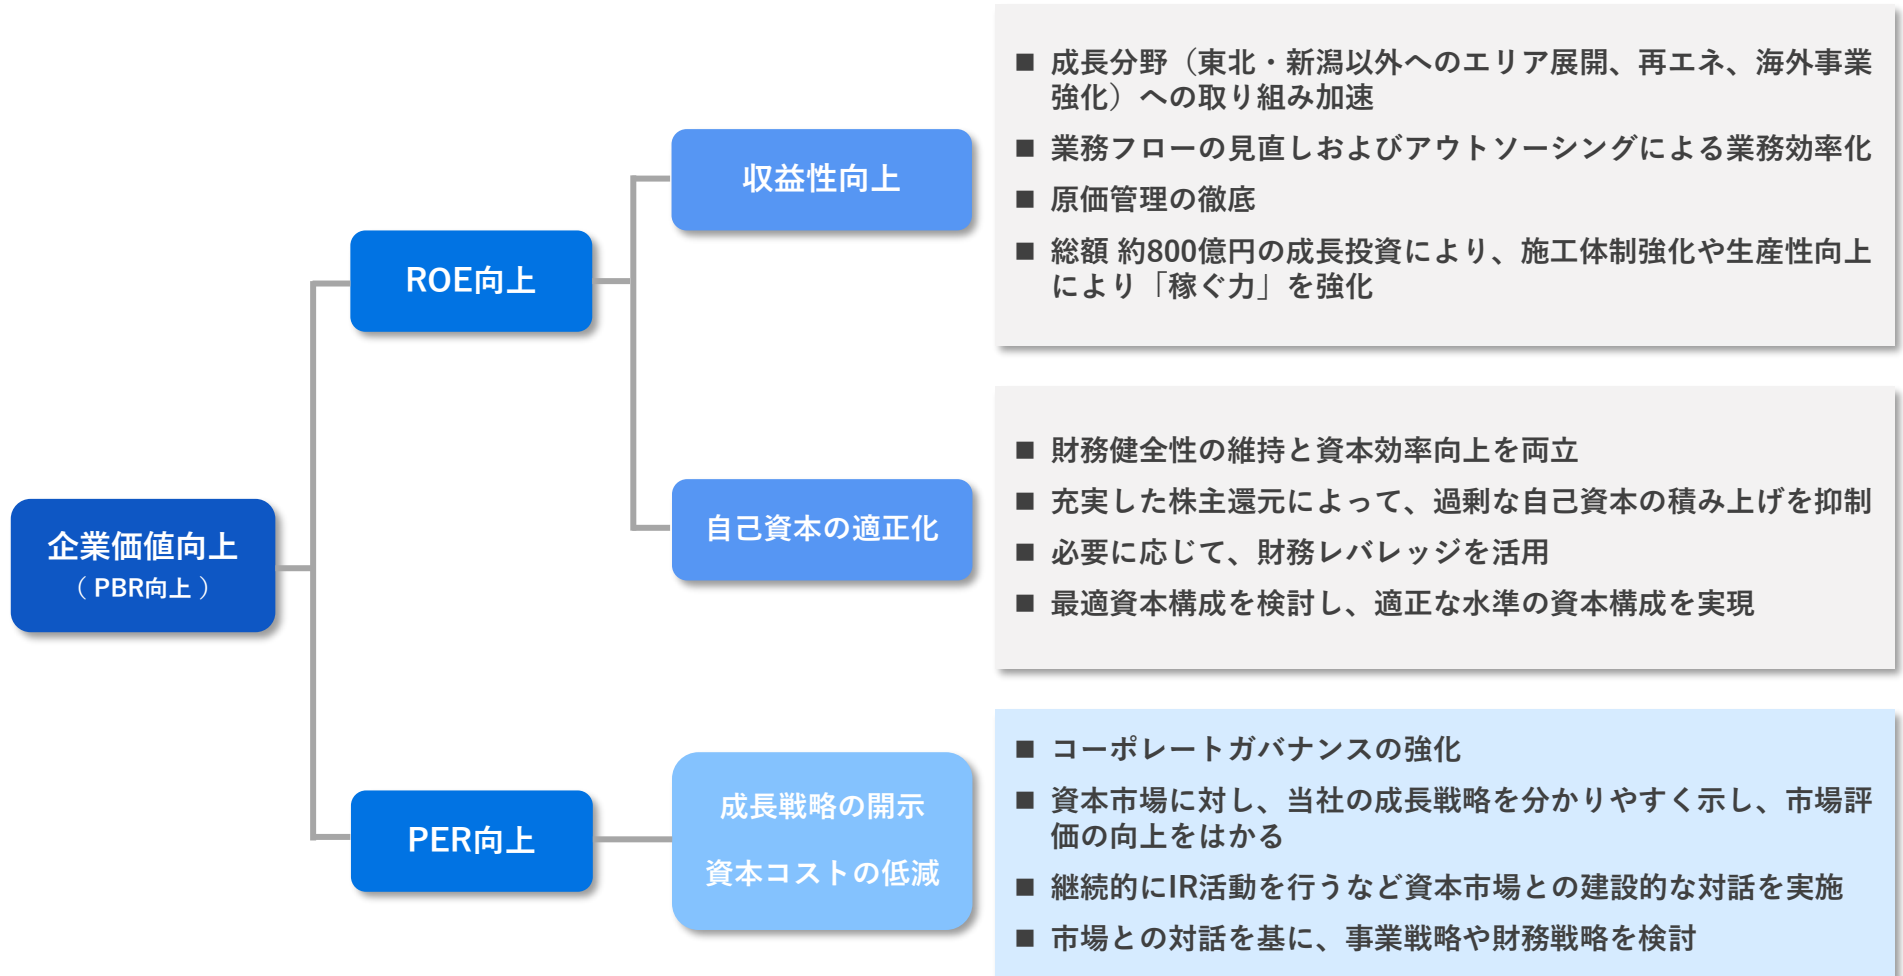 企業価値向上
（ PBR向上 ）
ROE向上
収益性向上
■ 成長分野（東北・新潟以外へのエリア展開、再エネ、海外事業
強化）への取り組み加速
■ 業務フローの見直しおよびアウトソーシングによる業務効率化
■ 原価管理の徹底
■ 総額 約800億円の成長投資により、施工体制強化や生産性向上
により「稼ぐ力」を強化
自己資本の適正化
■ 財務健全性の維持と資本効率向上を両立
■ 充実した株主還元によって、過剰な自己資本の積み上げを抑制
■ 必要に応じて、財務レバレッジを活用
■ 最適資本構成を検討し、適正な水準の資本構成を実現
PER向上
成長戦略の開示
資本コストの低減
■ コーポレートガバナンスの強化
■ 資本市場に対し、当社の成長戦略を分かりやすく示し、市場評
価の向上をはかる
■ 継続的にIR活動を行うなど資本市場との建設的な対話を実施
■ 市場との対話を基に、事業戦略や財務戦略を検討